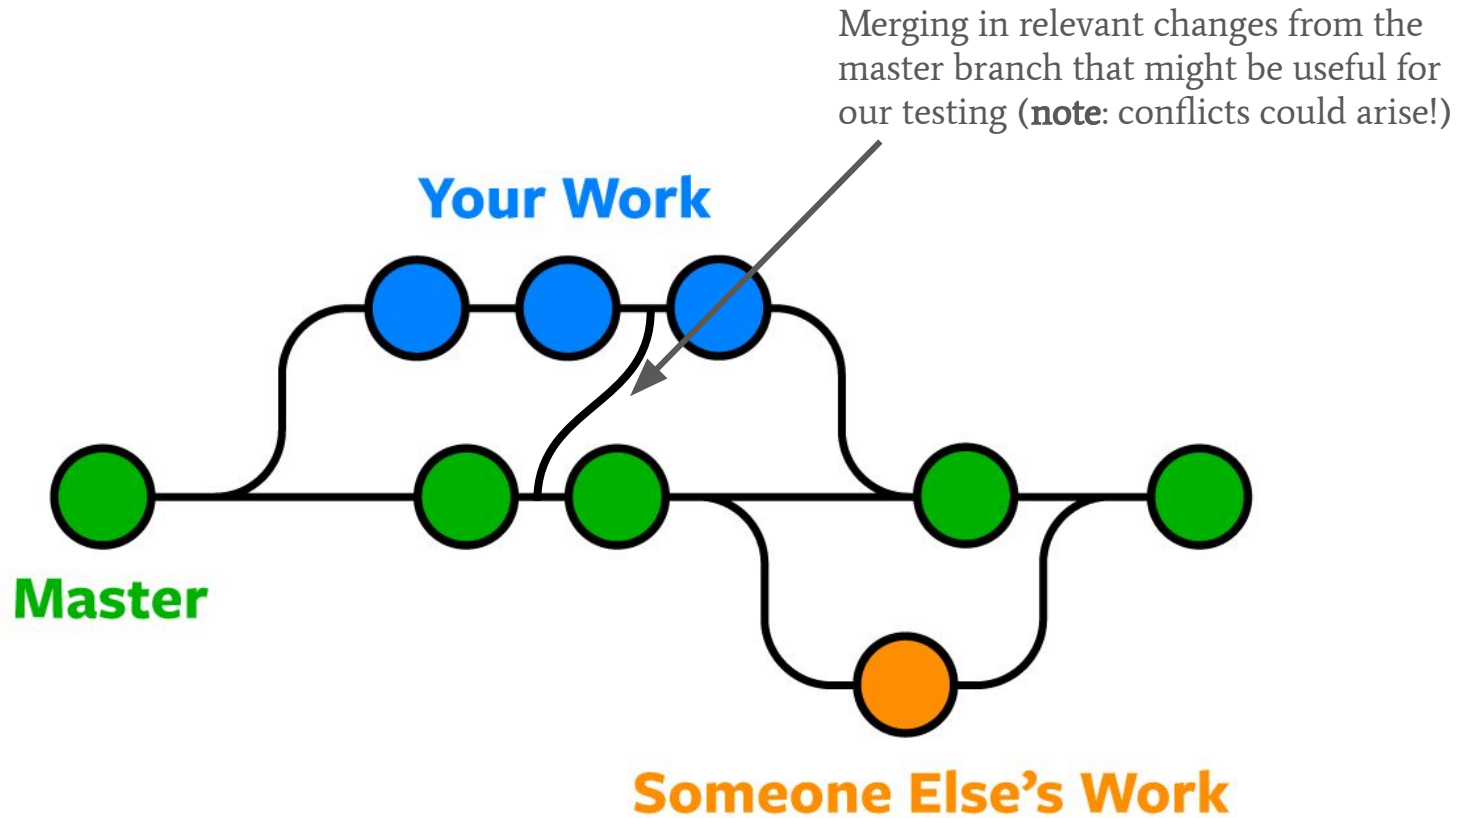 Merging in relevant changes from the
master branch that might be useful for
our testing (note: conflicts could arise!)
Your Work
Master
Someone Else’s Work